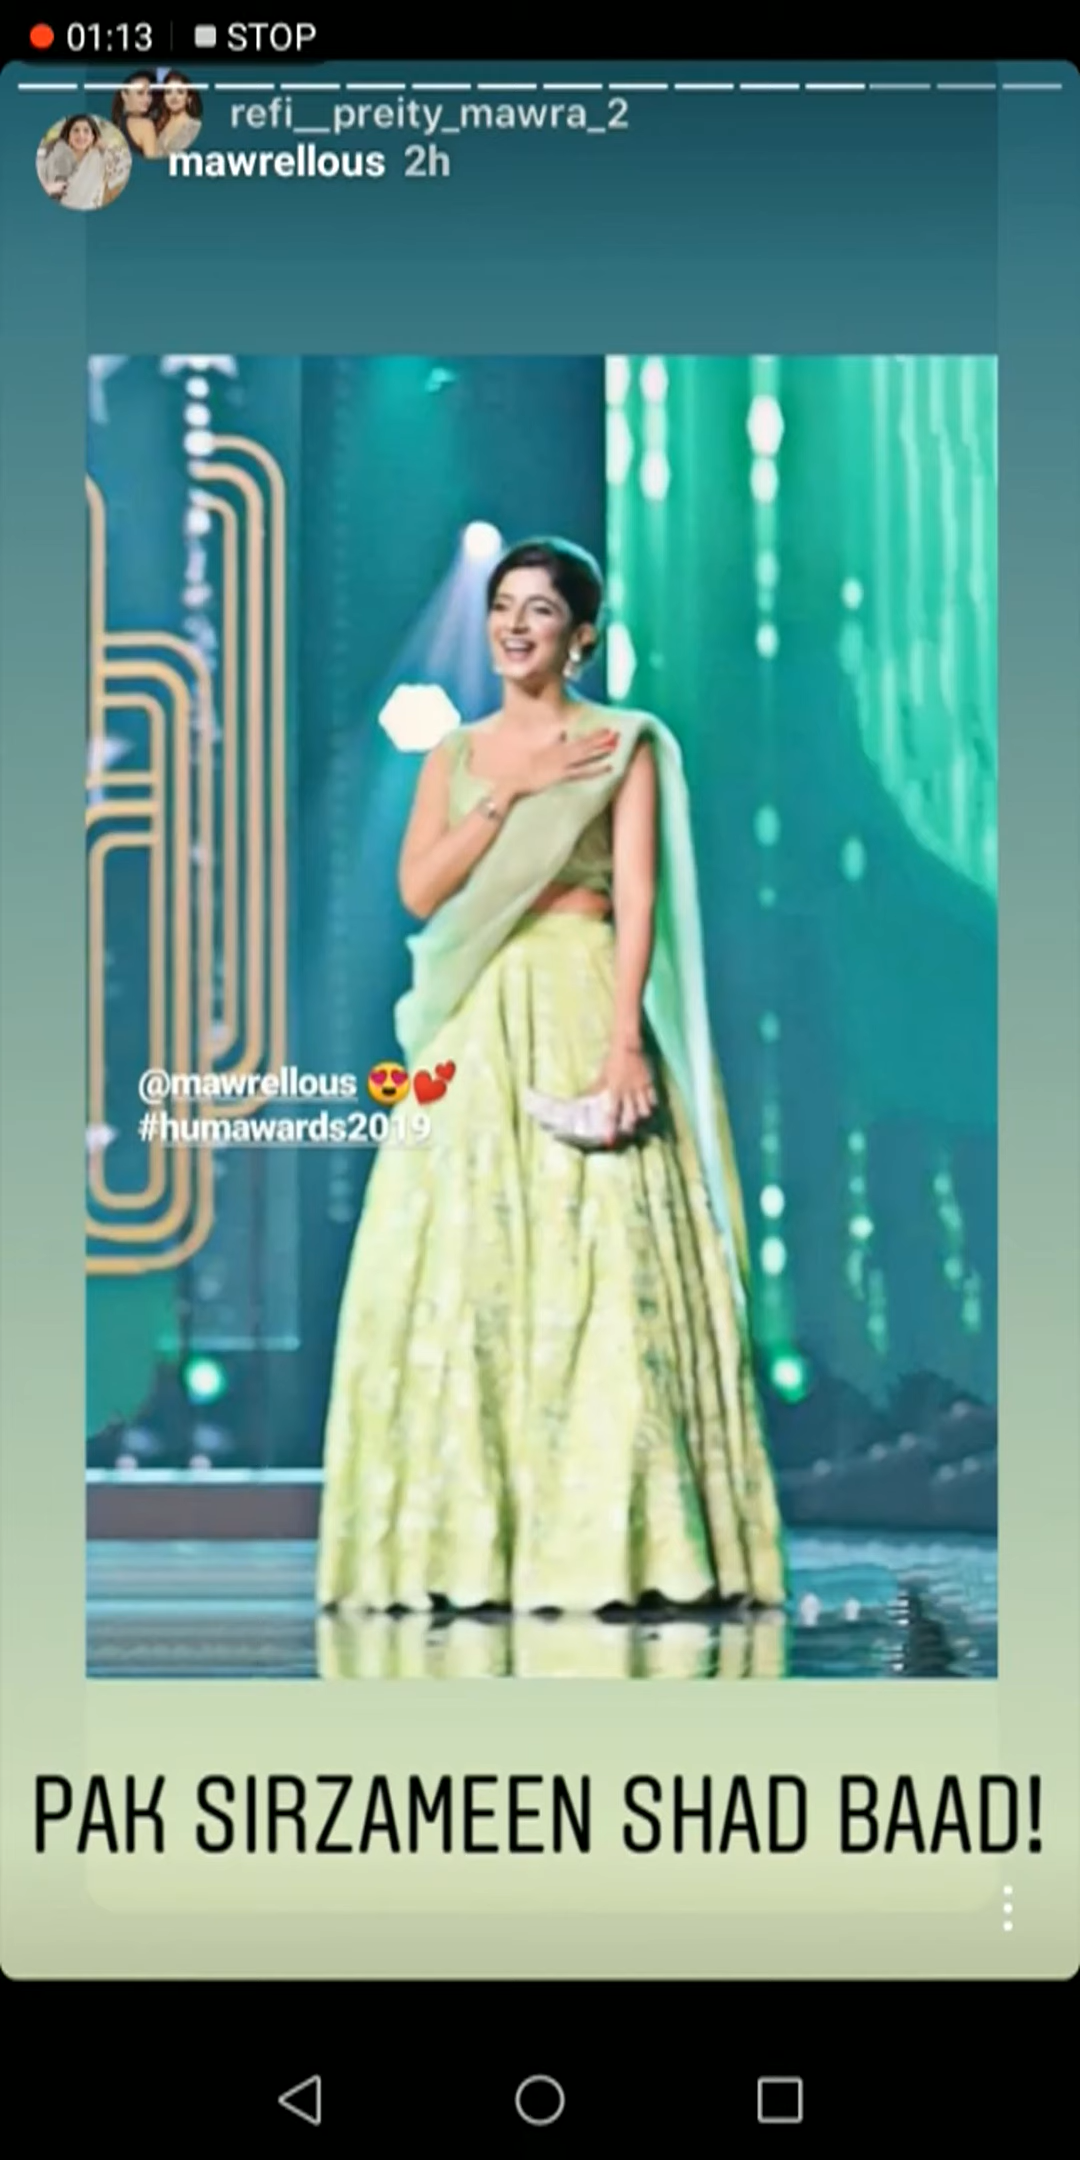 01:13 STOP
refi__preity_mawra_2
mawrellous 2h
@mawrellous 😍💕
#humawards2019
PAK SIRZAMEEN SHAD BAAD!